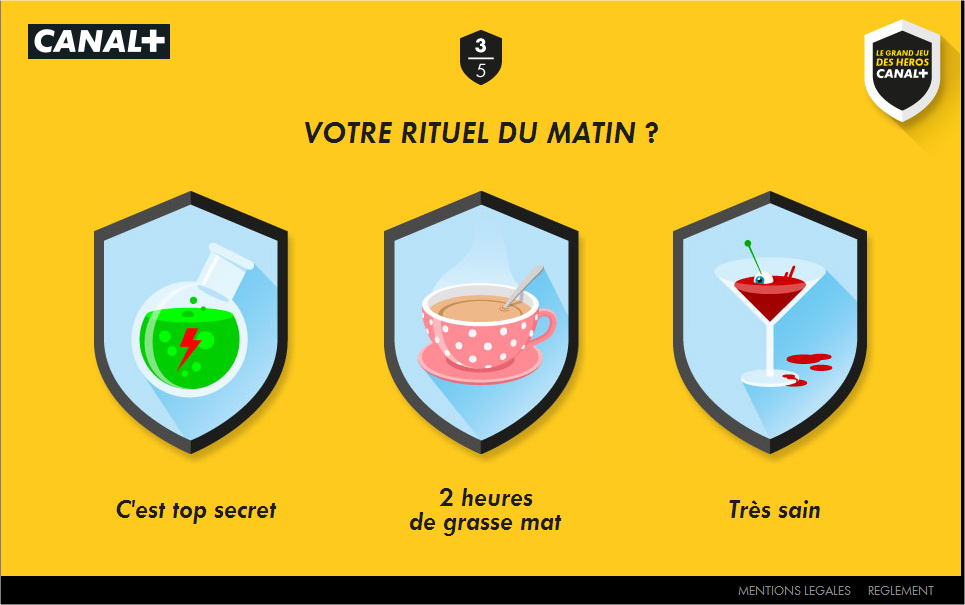 CANAL+
3
5
LE GRAND JEU
DES HÉROS
CANAL+
VOTRE RITUEL DU MATIN ?
C'est top secret
2 heures
de grasse mat
Très sain
MENTIONS LEGALES REGLEMENT